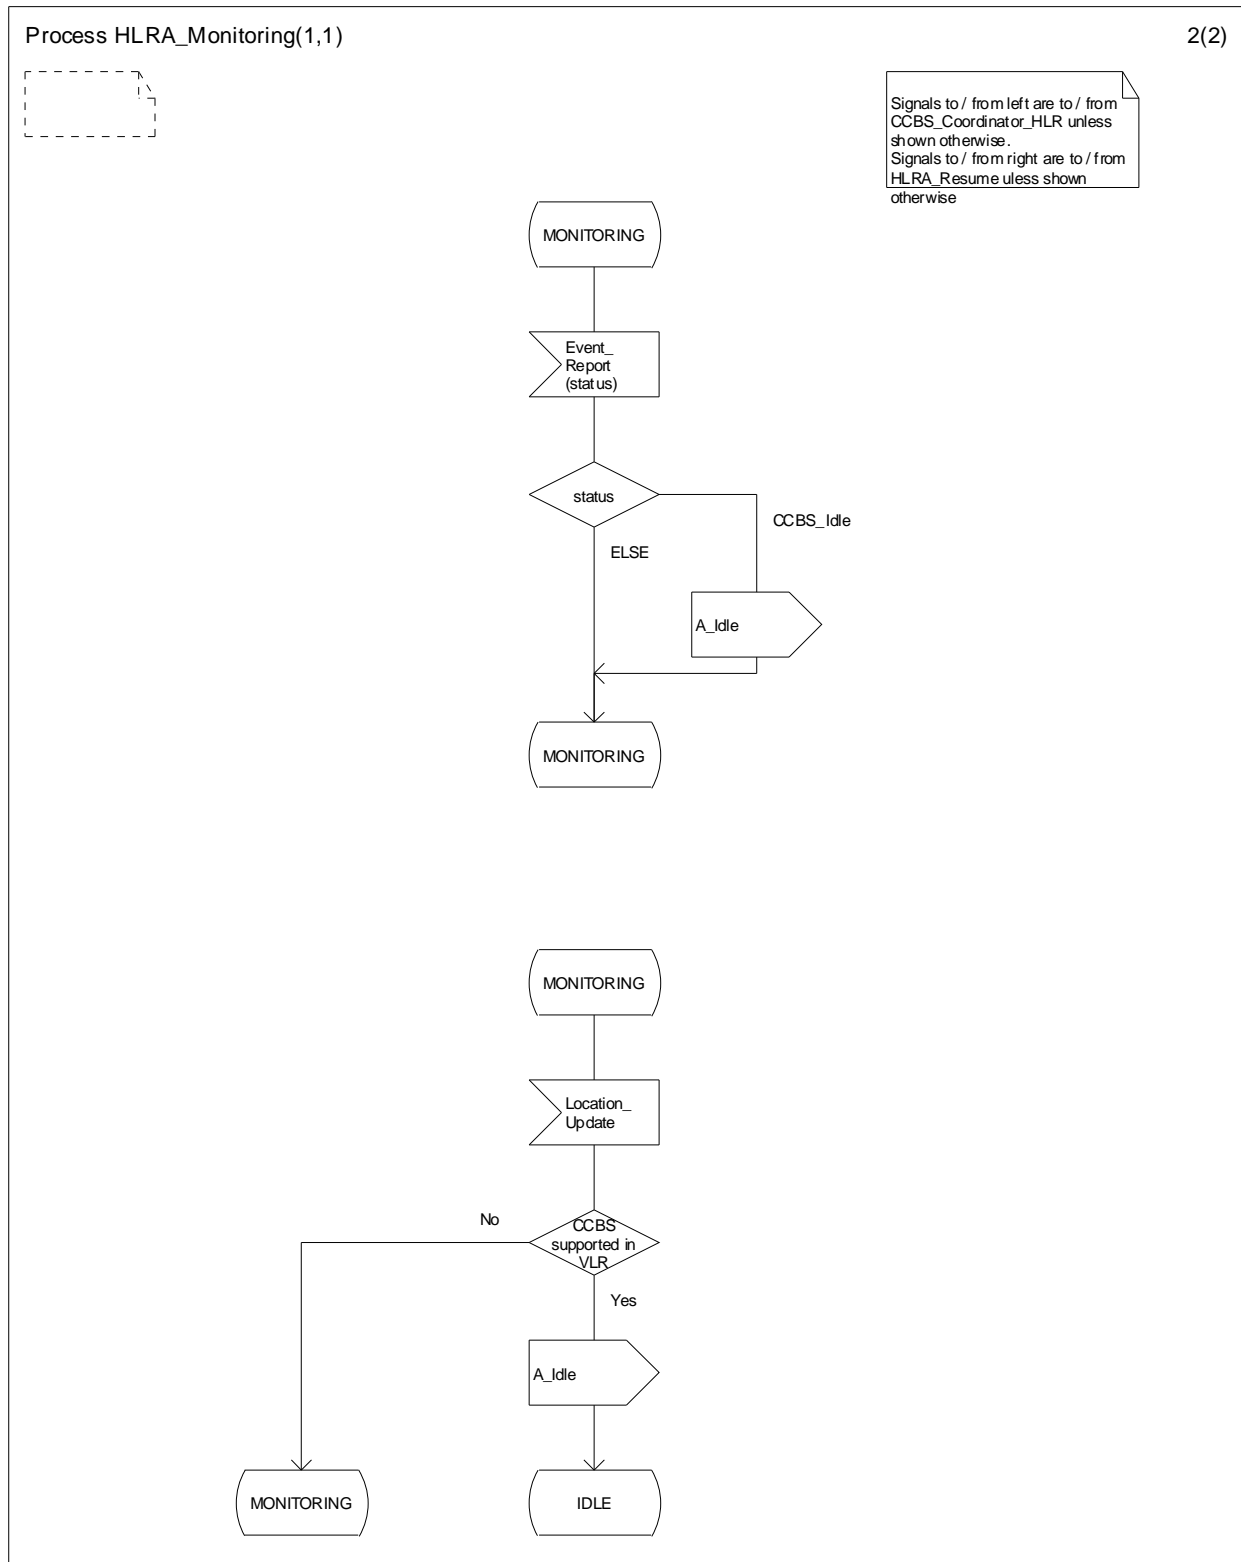 Process HLRA_Monitoring(1,1)
2(2)
Signals to / from left are to / from
CCBS_Coordinator_HLR unless
shown otherwise.
Signals to / from right are to / from
HLRA_Resume uless shown
otherwise
MONITORING
Event_
Report
(status)
status
CCBS_Idle
ELSE
A_Idle
MONITORING
MONITORING
Location_
Update
No
CCBS
supported in
VLR
Yes
A_Idle
MONITORING
IDLE